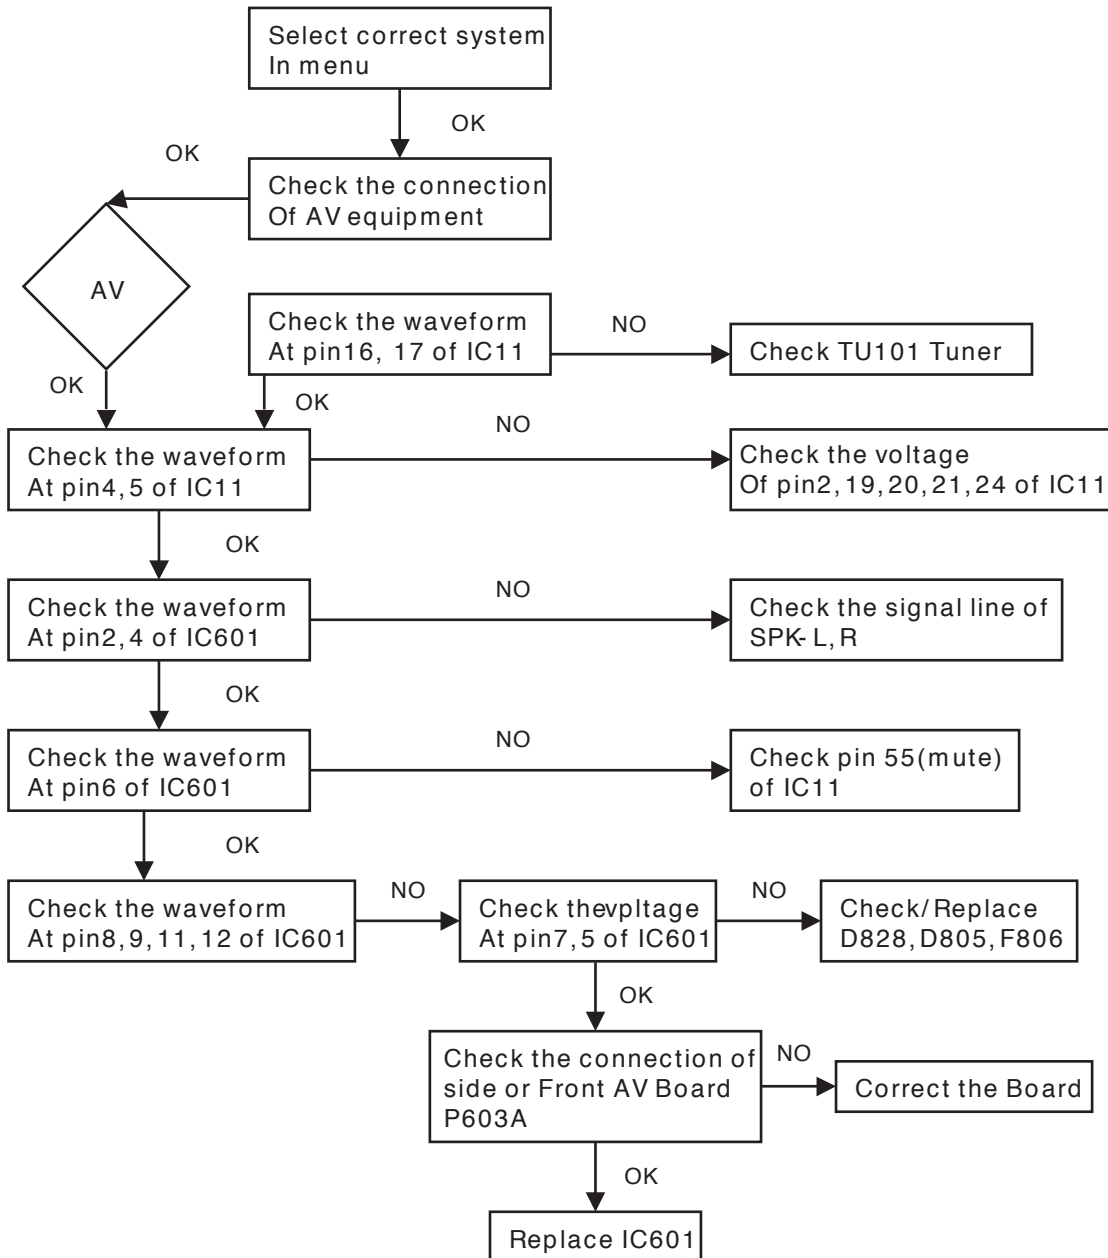 Select correct system
In menu
OK
OK
Check the connection
Of AV equipment
AV
Check the waveform
At pin16, 17 of IC11
NO
Check TU101 Tuner
OK
OK
Check the waveform
At pin4,5 of IC11
NO
Check the voltage
Of pin2,19,20,21,24 of IC11
OK
Check the waveform
At pin2,4 of IC601
NO
Check the signal line of
SPK-L,R
OK
Check the waveform
At pin6 of IC601
NO
Check pin 55(mute)
of IC11
OK
Check the waveform
At pin8,9,11,12 of IC601
NO
Check thevpltage
At pin7,5 of IC601
NO
Check/Replace
D828,D805,F806
OK
Check the connection of
side or Front AV Board
P603A
NO
Correct the Board
OK
Replace IC601